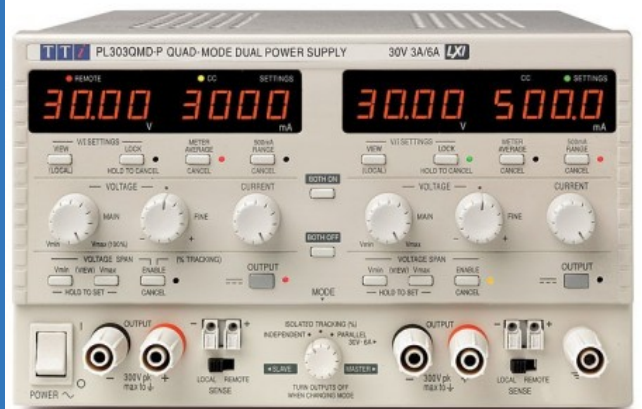 TTi PL303QMD-P QUAD-MODE DUAL POWER SUPPLY 30V 3A/6A LXI
REMOTE CC SETTINGS CC SETTINGS
30.00 V 3000 mA 30.00 V 500.0 mA
V/I SETTINGS METER AVERAGE 500mA RANGE V/I SETTINGS METER AVERAGE 500mA RANGE
VIEW LOCK VIEW LOCK
(LOCAL) HOLD TO CANCEL CANCEL CANCEL (LOCAL) HOLD TO CANCEL CANCEL CANCEL
BOTH ON
VOLTAGE CURRENT VOLTAGE CURRENT
MAIN FINE MAIN FINE
Vmin Vmax (100%) - + Vmin Vmax - +
BOTH OFF
VOLTAGE SPAN (% TRACKING) VOLTAGE SPAN
Vmin (VIEW) Vmax ENABLE OUTPUT Vmin (VIEW) Vmax ENABLE OUTPUT
HOLD TO SET CANCEL HOLD TO SET CANCEL
MODE
ISOLATED TRACKING (%)
INDEPENDENT PARALLEL
30V 6A
SLAVE MASTER
TURN OUTPUTS OFF
WHEN CHANGING MODE
POWER I O
OUTPUT - + OUTPUT - +
300V pk max to 300V pk max to
LOCAL REMOTE LOCAL REMOTE
SENSE SENSE